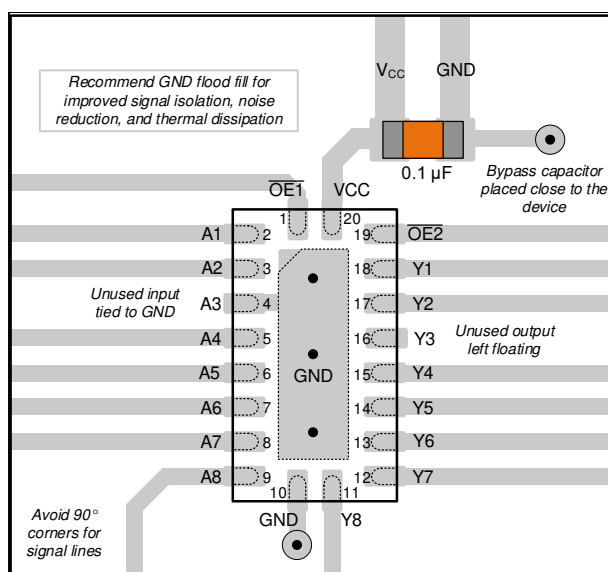 Recommend GND flood fill for
improved signal isolation, noise
reduction, and thermal dissipation
VCC GND
0.1 µF
Bypass capacitor
placed close to the
device
OE1 VCC
1 20
A1 2 19 OE2
A2 3 18 Y1
Unused input
tied to GND
A3 4 17 Y2
A4 5 16 Y3
Unused output
left floating
A5 6 15 Y4
GND
A6 7 14 Y5
A7 8 13 Y6
A8 9 12 Y7
10 11
GND Y8
Avoid 90°
corners for
signal lines